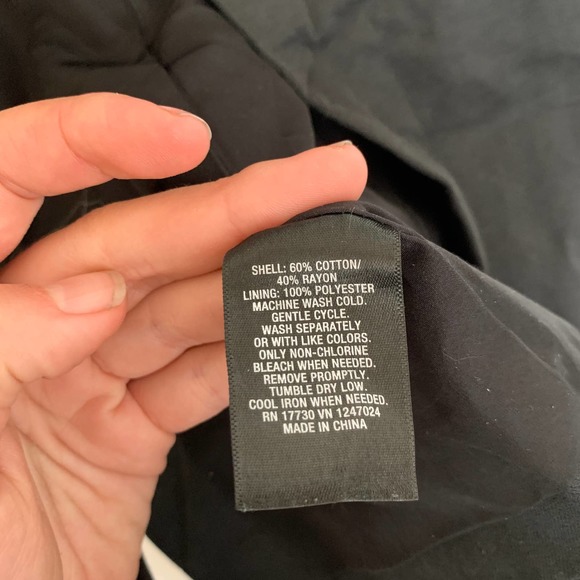 SHELL: 60% COTTON/
40% RAYON
LINING: 100% POLYESTER
MACHINE WASH COLD.
GENTLE CYCLE.
WASH SEPARATELY
OR WITH LIKE COLORS.
ONLY NON-CHLORINE
BLEACH WHEN NEEDED.
REMOVE PROMPTLY.
TUMBLE DRY LOW.
COOL IRON WHEN NEEDED.
RN 17730 VN 1247024
MADE IN CHINA